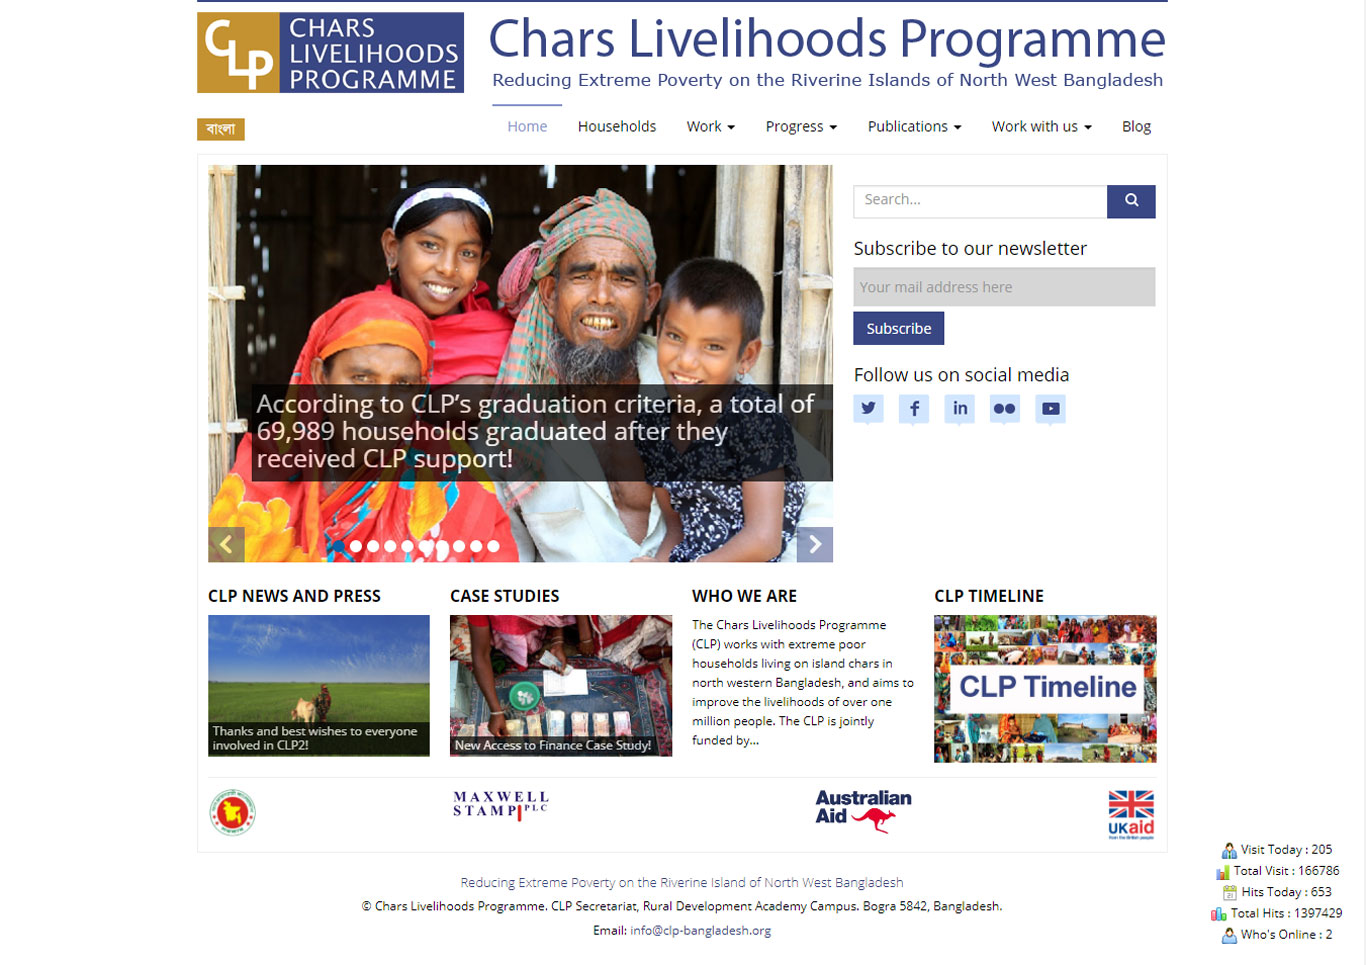 CLP
CHARS
LIVELIHOODS
PROGRAMME
Chars Livelihoods Programme
Reducing Extreme Poverty on the Riverine Islands of North West Bangladesh
বাংলা
Home Households Work Progress Publications Work with us Blog
Search...
Subscribe to our newsletter
Your mail address here
Subscribe
Follow us on social media
According to CLP’s graduation criteria, a total of
69,989 households graduated after they
received CLP support!
CLP NEWS AND PRESS
Thanks and best wishes to everyone
involved in CLP2!
CASE STUDIES
New Access to Finance Case Study!
WHO WE ARE
The Chars Livelihoods Programme
(CLP) works with extreme poor
households living on island chars in
north western Bangladesh, and aims to
improve the livelihoods of over one
million people. The CLP is jointly
funded by...
CLP TIMELINE
CLP Timeline
MAXWELL
STAMP PLC
Australian
Aid
UKaid
from the British people
Reducing Extreme Poverty on the Riverine Island of North West Bangladesh
© Chars Livelihoods Programme. CLP Secretariat, Rural Development Academy Campus. Bogra 5842, Bangladesh.
Email: info@clp-bangladesh.org
Visit Today : 205
Total Visit : 166786
Hits Today : 653
Total Hits : 1397429
Who's Online : 2